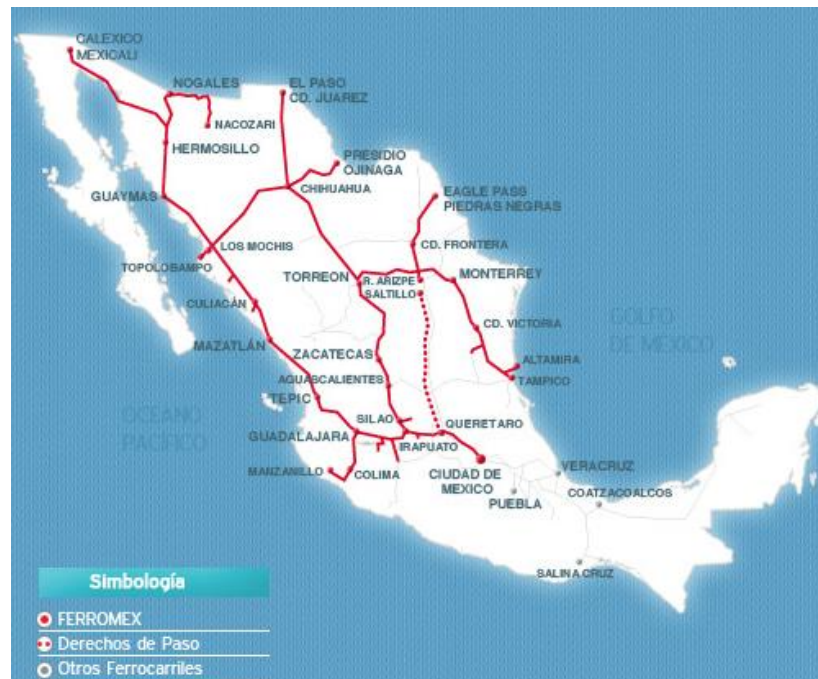 CALEXICO
MEXICALI
NOGALES
EL PASO
CD. JUAREZ
NACOZARI
HERMOSILLO
PRESIDIO
OJINAGA
GUAYMAS
CHIHUAHUA
EAGLE PASS
PIEDRAS NEGRAS
LOS MOCHIS
CD. FRONTERA
TOPOLOBAMPO
TORREON
R. ARIZPE
SALTILLO
MONTERREY
CULIACÁN
CD. VICTORIA
GOLFO
DE MEXICO
MAZATLÁN
ZACATECAS
ALTAMIRA
AGUASCALIENTES
TAMPICO
TEPIC
OCEANO
PACIFICO
SILAO
QUERETARO
GUADALAJARA
IRAPUATO
MANZANILLO
COLIMA
CIUDAD DE
MEXICO
VERACRUZ
PUEBLA
COATZACOALCOS
SALINA CRUZ
Simbología
FERROMEX
Derechos de Paso
Otros Ferrocarriles